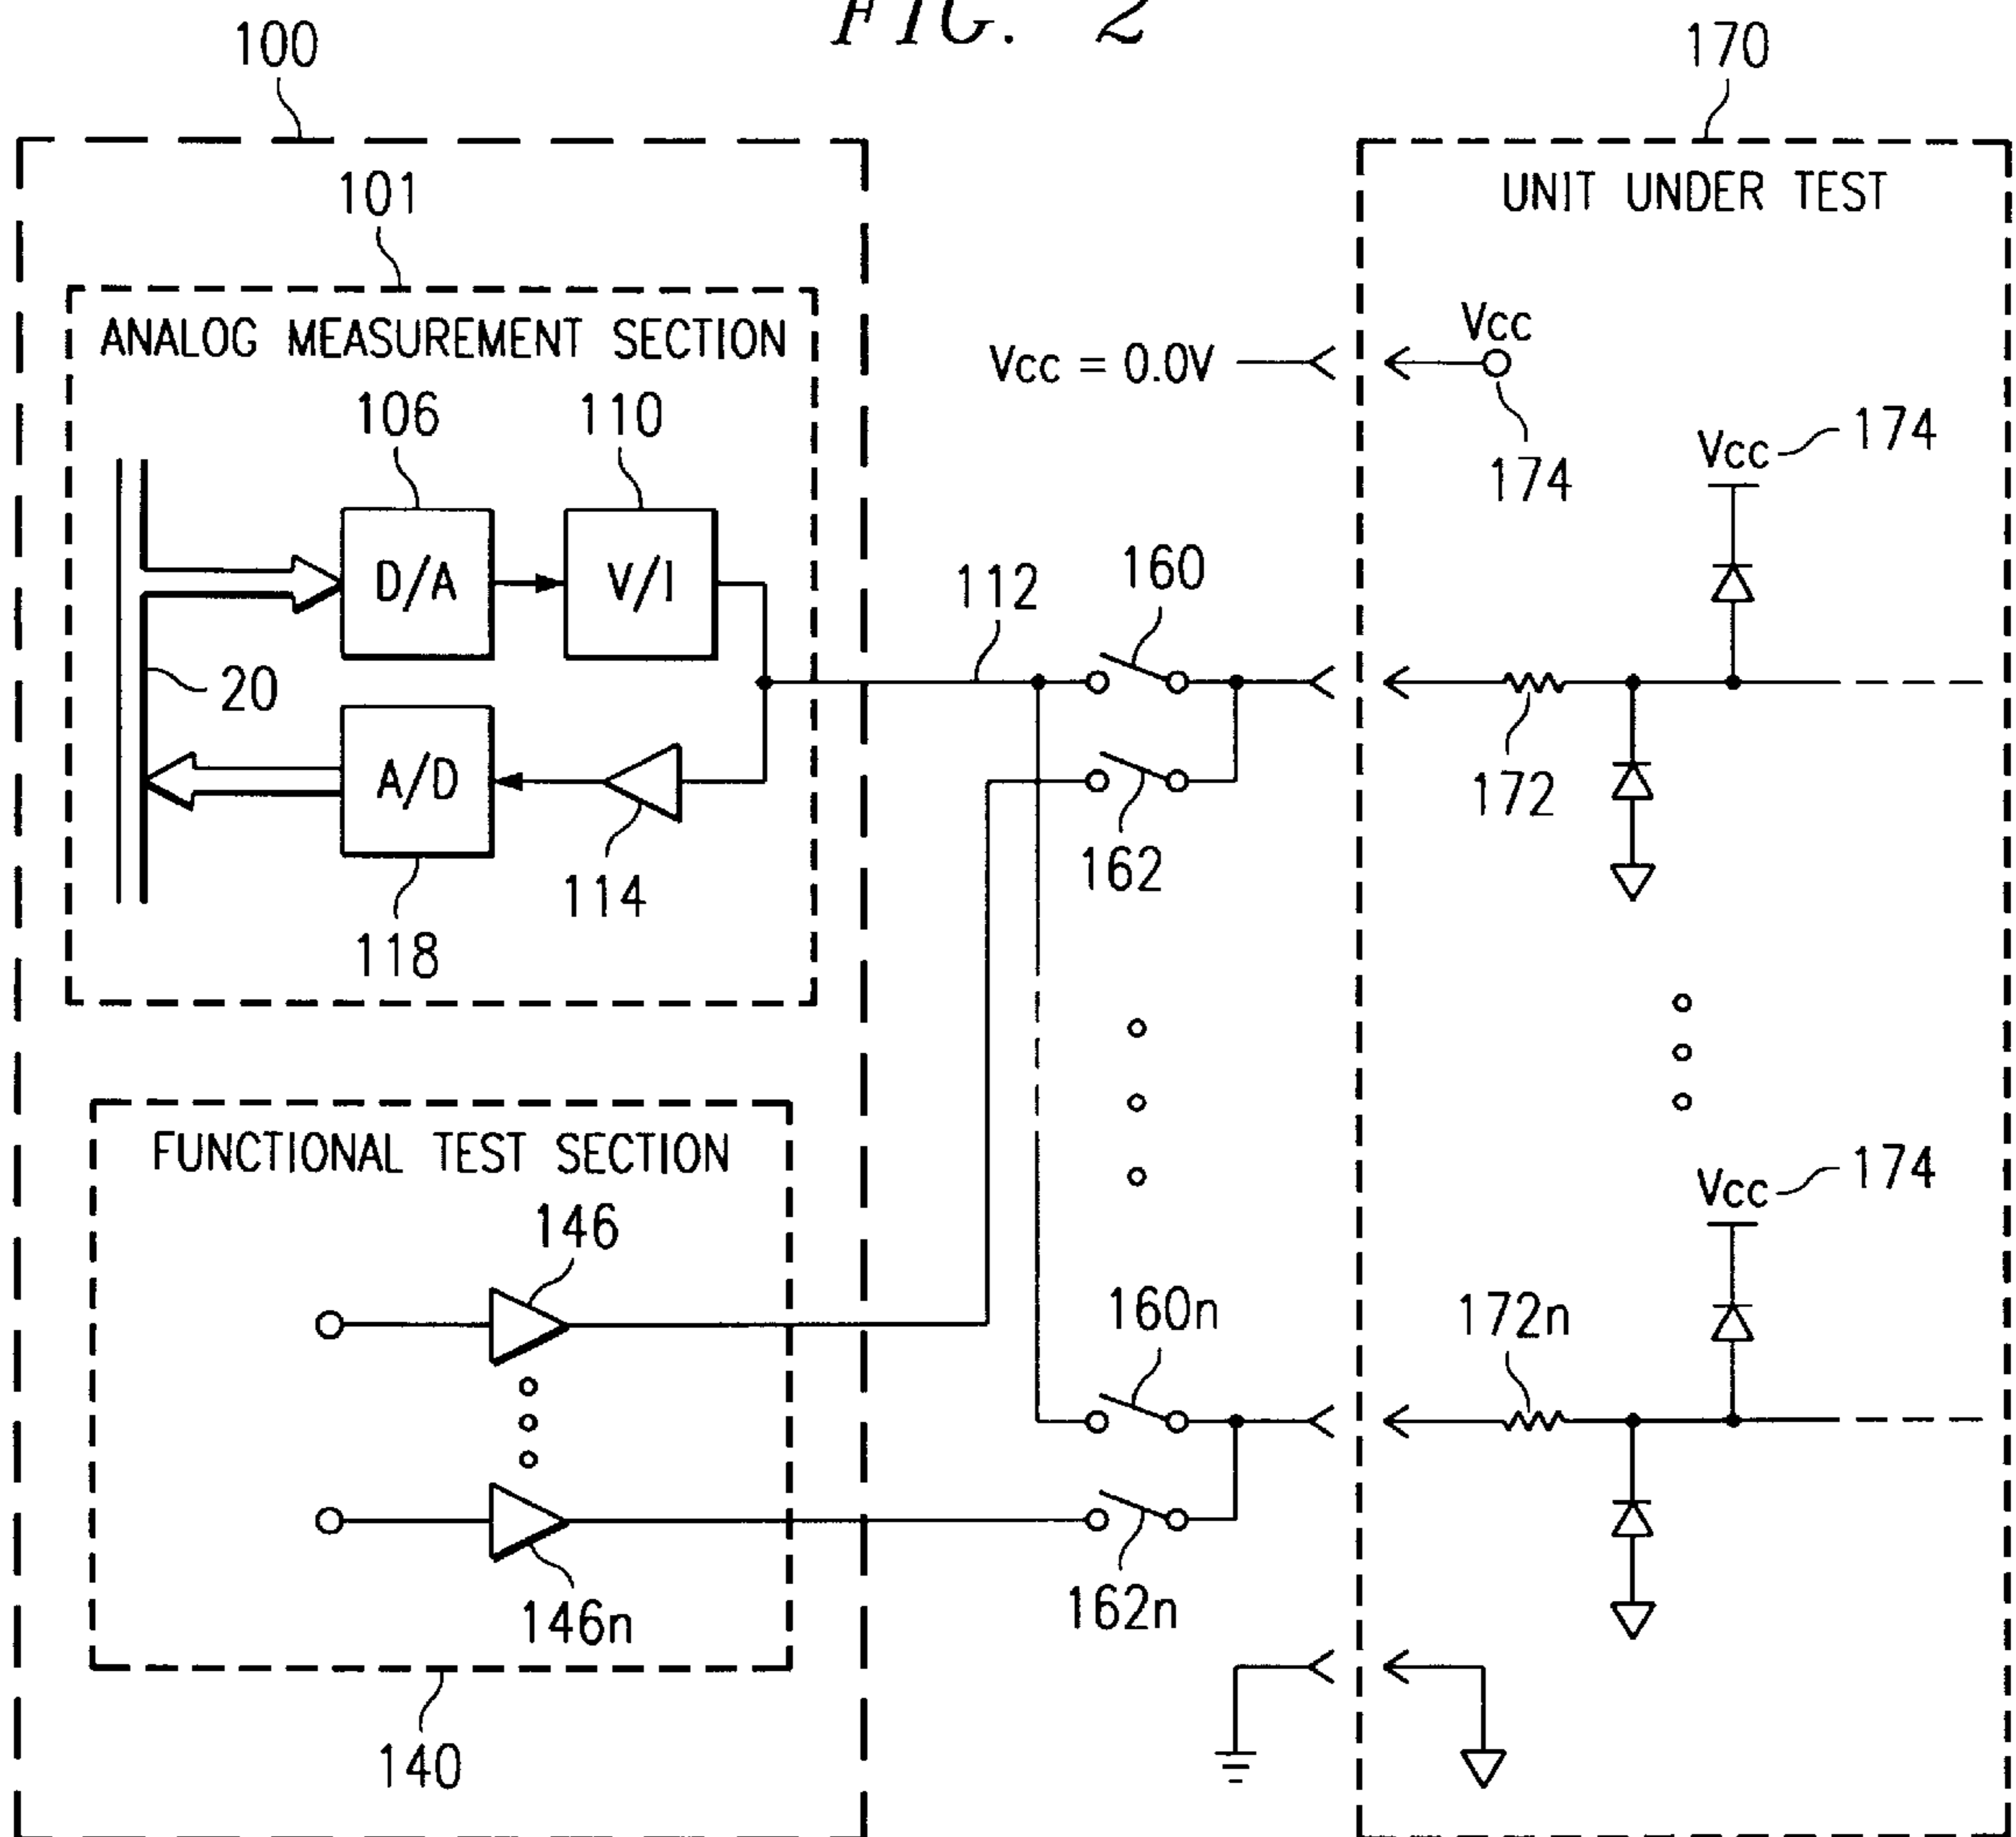 FIG. 2
100
170
101
UNIT UNDER TEST
ANALOG MEASUREMENT SECTION
Vcc = 0.0V
Vcc
174
106
110
Vcc
174
D/A
V/I
112
160
20
A/D
172
162
114
118
FUNCTIONAL TEST SECTION
Vcc
174
146
160n
172n
146n
162n
140